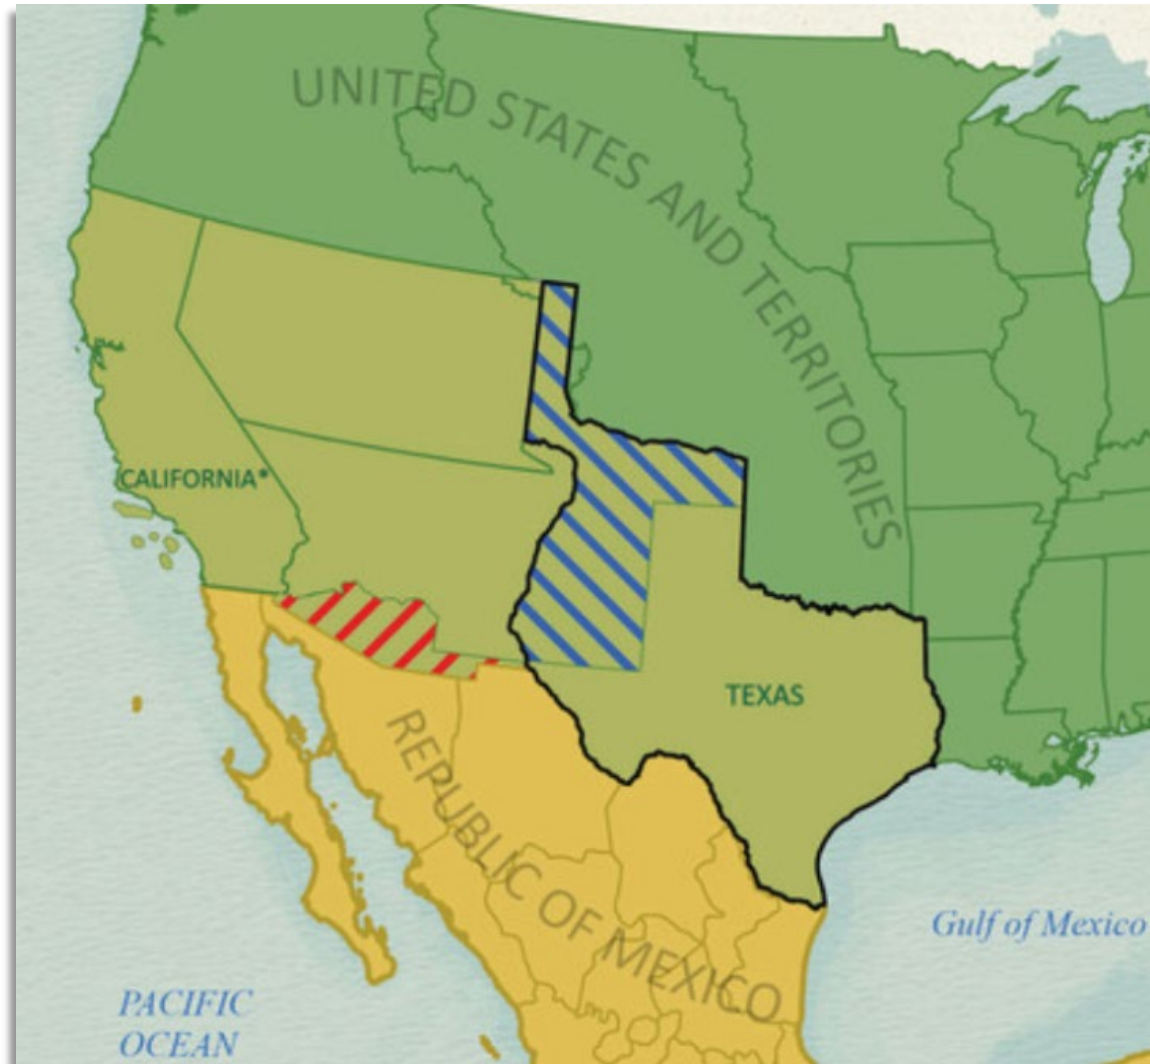 UNITED STATES AND TERRITORIES
CALIFORNIA*
TEXAS
REPUBLIC OF MEXICO
Gulf of Mexico
PACIFIC
OCEAN